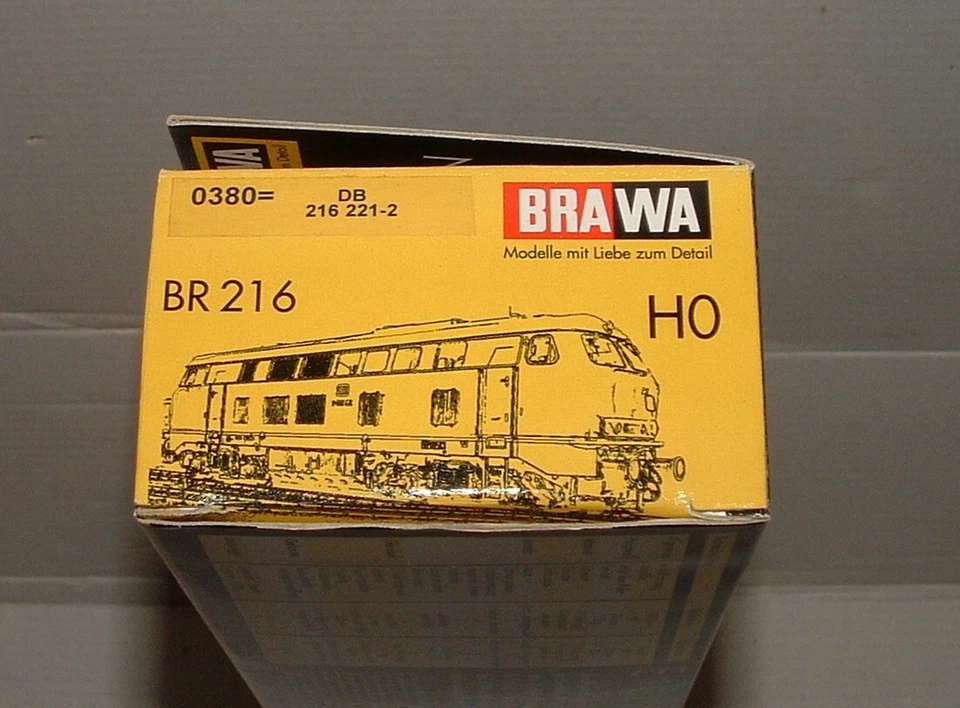 0380=
DB
216 221-2
BRAWA
Modelle mit Liebe zum Detail
BR 216
H0